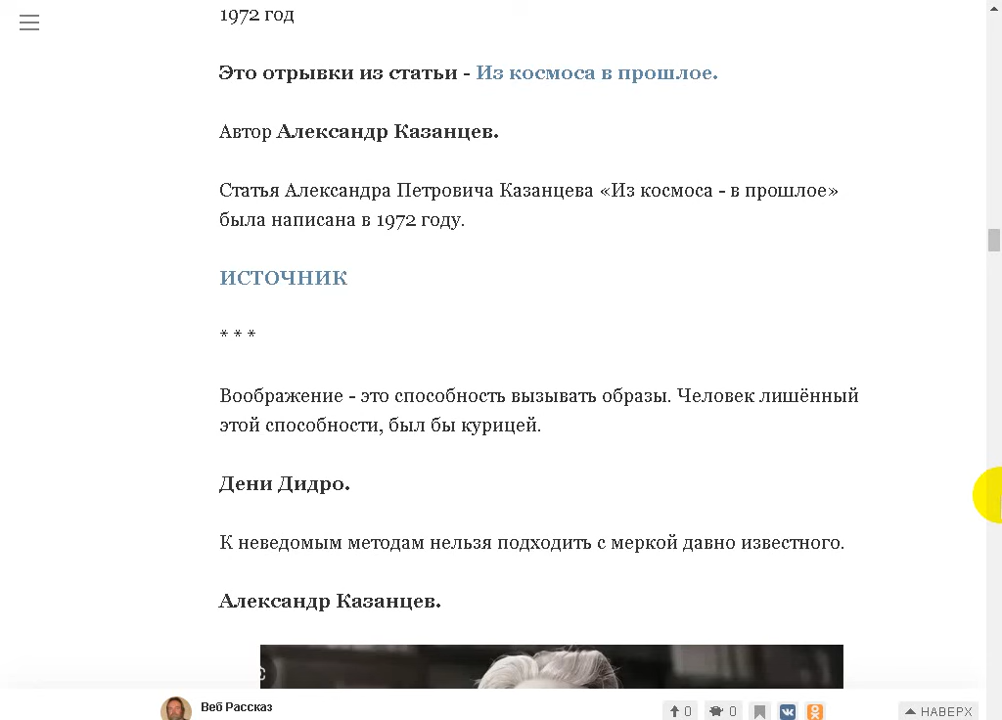 1972 год
Это отрывки из статьи - Из космоса в прошлое.
Автор Александр Казанцев.
Статья Александра Петровича Казанцева «Из космоса - в прошлое»
была написана в 1972 году.
ИСТОЧНИК
* * *
Воображение - это способность вызывать образы. Человек лишённый
этой способности, был бы курицей.
Дени Дидро.
К неведомым методам нельзя подходить с меркой давно известного.
Александр Казанцев.
Веб Рассказ
0
0
НАВЕРХ